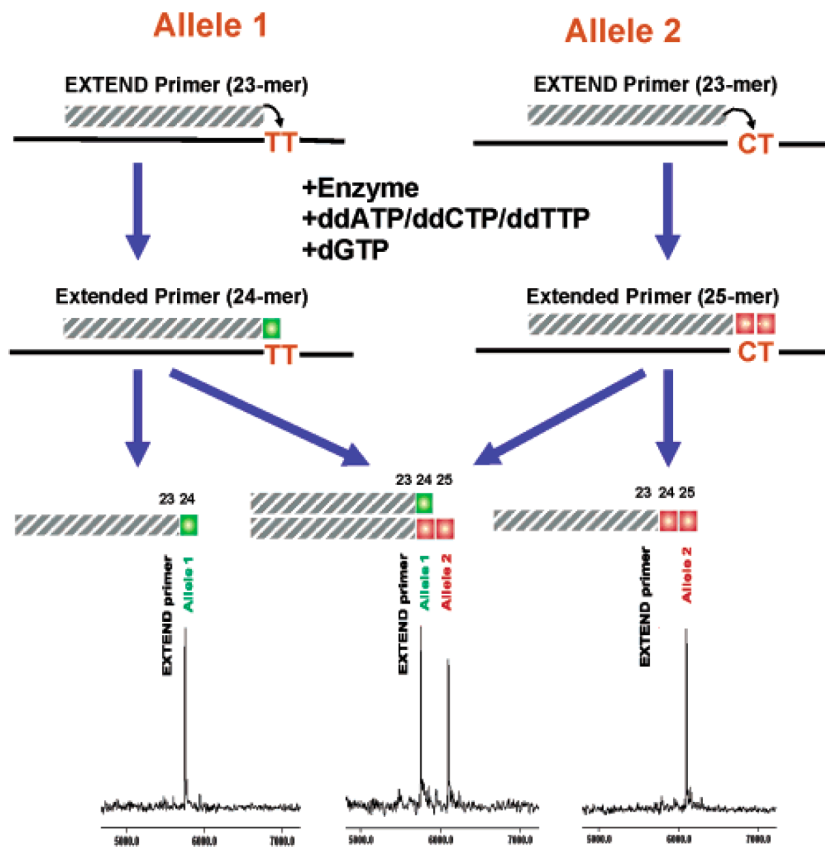 Allele 1
Allele 2
EXTEND Primer (23-mer)
EXTEND Primer (23-mer)
TT
CT
+Enzyme
+ddATP/ddCTP/ddTTP
+dGTP
Extended Primer (24-mer)
Extended Primer (25-mer)
TT
CT
23 24
23 24 25
23 24 25
EXTEND primer
Allele 1
EXTEND primer
Allele 1
Allele 2
EXTEND primer
Allele 2
5000.0 6000.0 7000.0
5000.0 6000.0 7000.0
5000.0 6000.0 7000.0